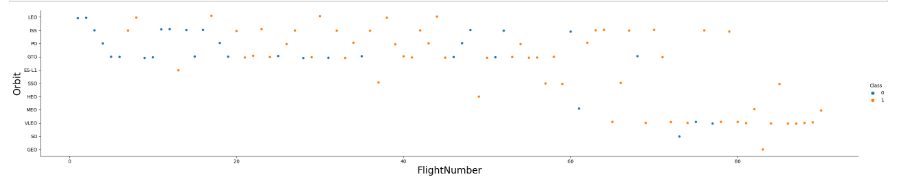 LEO
ISS
PO
GTO
ES-L1
SSO
HEO
MEO
VLEO
SO
GEO
Orbit
0
20
40
60
80
FlightNumber
Class
0
1